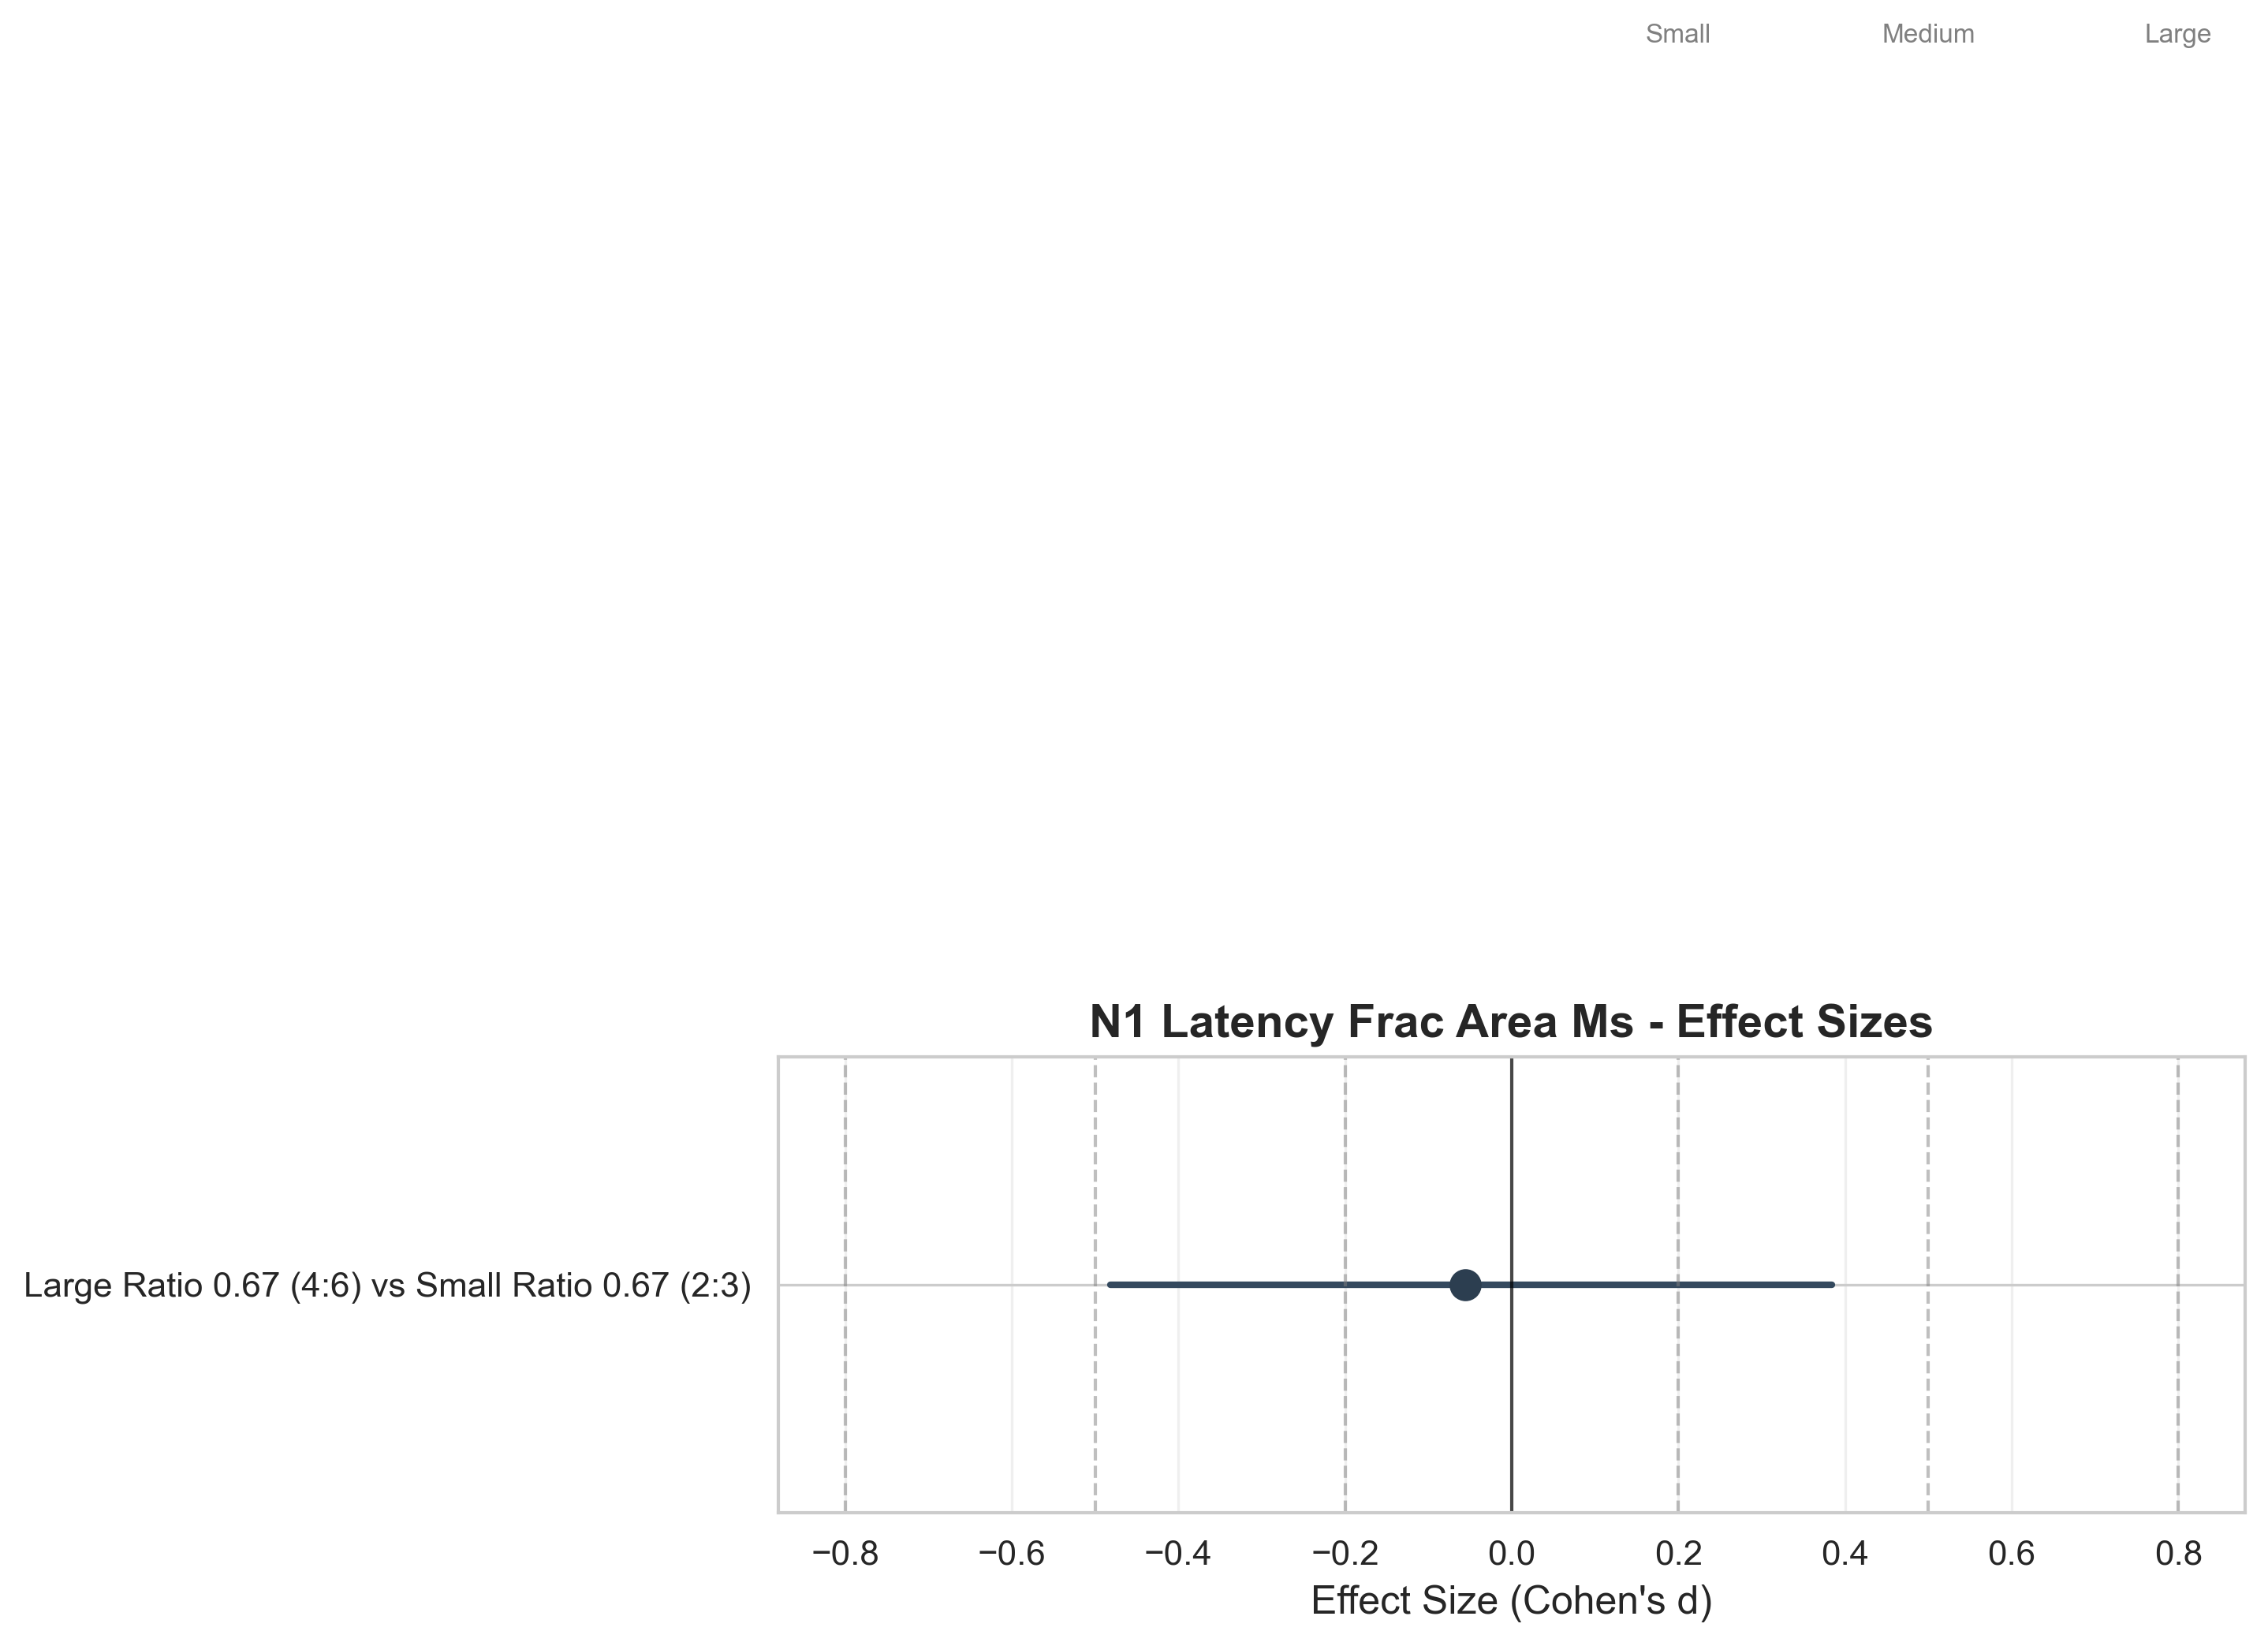 Small Medium Large
N1 Latency Frac Area Ms - Effect Sizes
Large Ratio 0.67 (4:6) vs Small Ratio 0.67 (2:3)
−0.8 −0.6 −0.4 −0.2 0.0 0.2 0.4 0.6 0.8
Effect Size (Cohen's d)